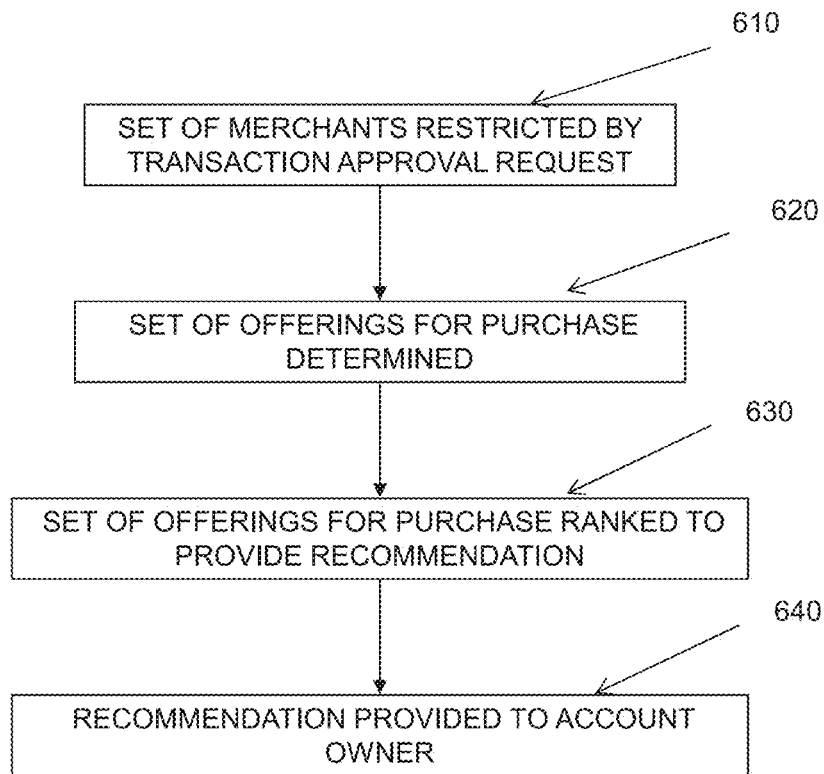 610
SET OF MERCHANTS RESTRICTED BY
TRANSACTION APPROVAL REQUEST
620
SET OF OFFERINGS FOR PURCHASE
DETERMINED
630
SET OF OFFERINGS FOR PURCHASE RANKED TO
PROVIDE RECOMMENDATION
640
RECOMMENDATION PROVIDED TO ACCOUNT
OWNER